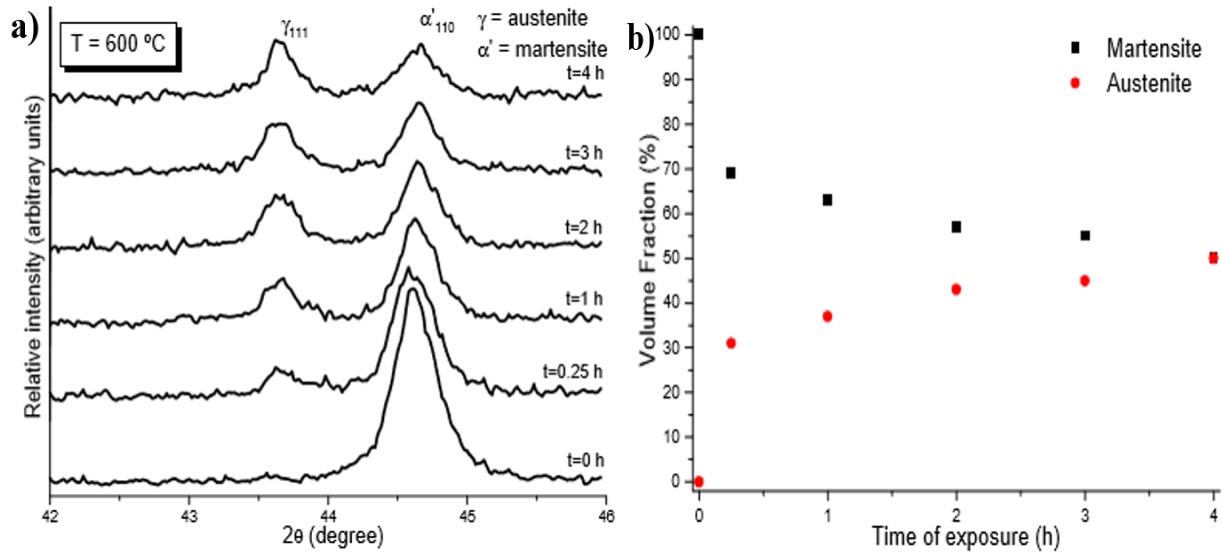 a)
T = 600 ºC
γ111
α'110
γ = austenite
α' = martensite
t=4 h
t=3 h
t=2 h
t=1 h
t=0.25 h
t=0 h
Relative intensity (arbitrary units)
42 43 44 45 46
2θ (degree)
b)
Martensite
Austenite
Volume Fraction (%)
100
90
80
70
60
50
40
30
20
10
0
0 1 2 3 4
Time of exposure (h)